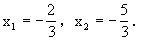 x₁ = −2/3, x₂ = −5/3.